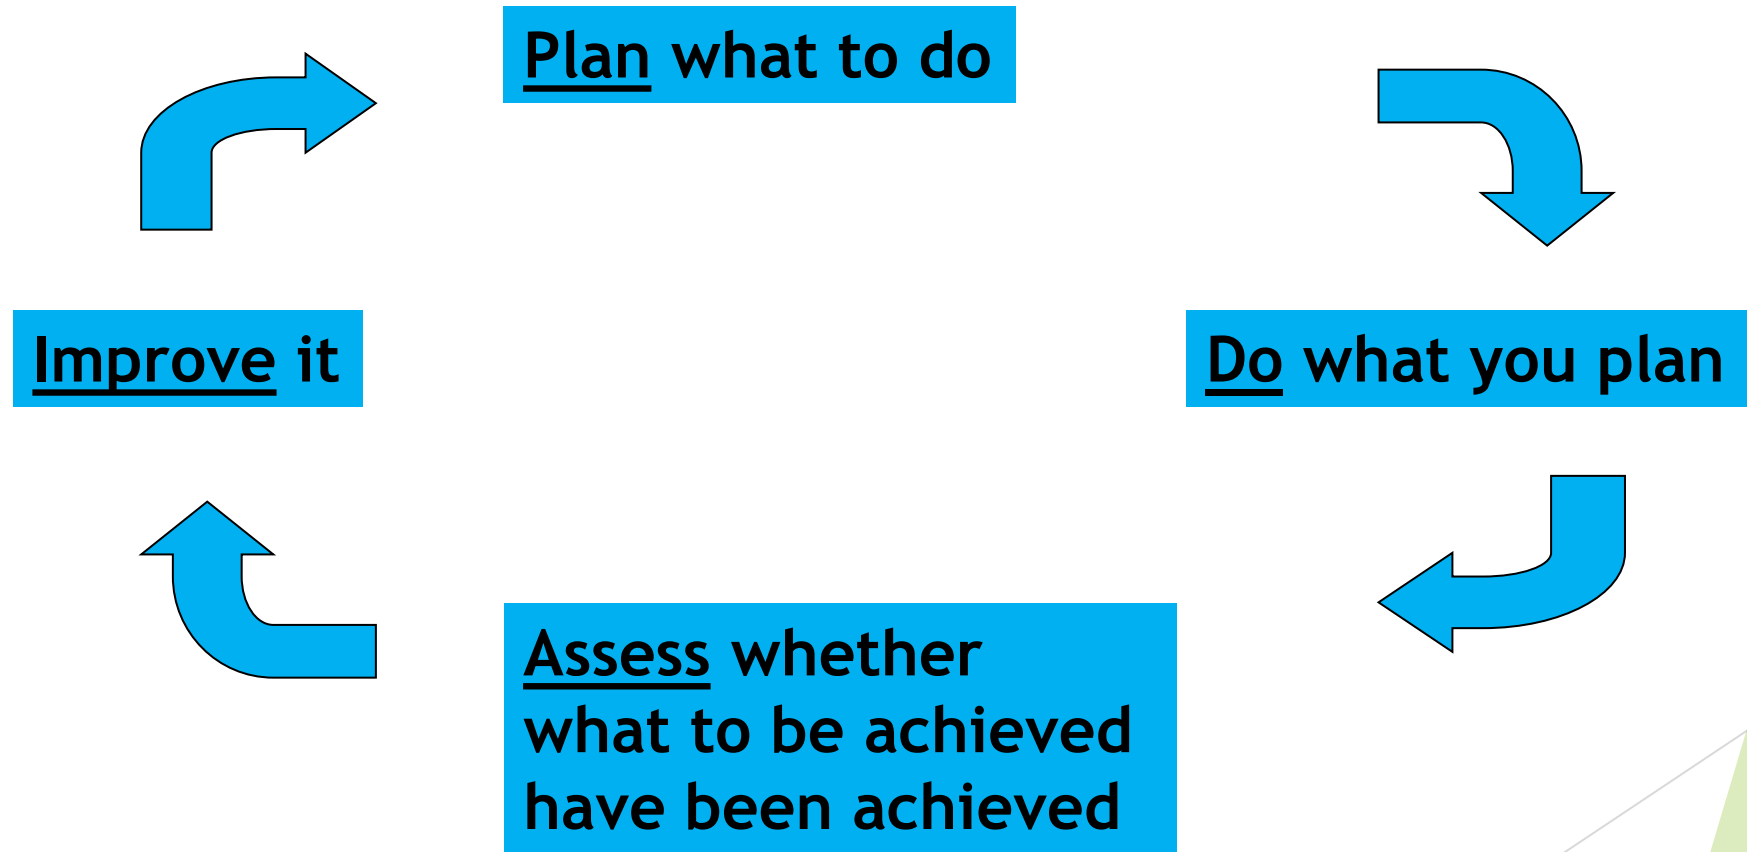 Plan what to do
Improve it
Do what you plan
Assess whether
what to be achieved
have been achieved